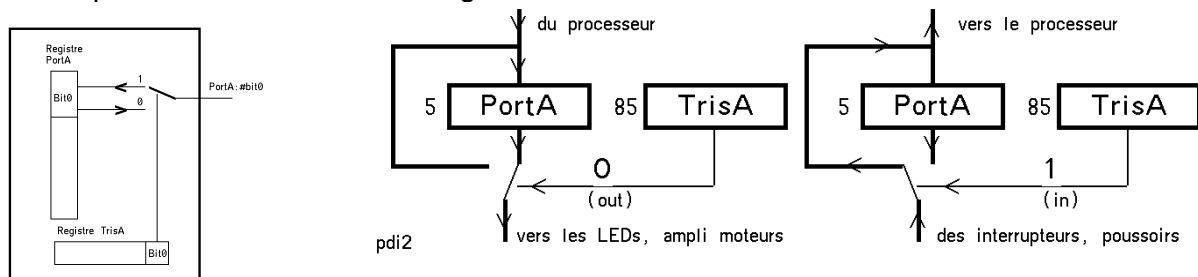 Registre
PortA
Bit0
1
0
PortA:#bit0
Registre TrisA
Bit0
du processeur
5 PortA
85 TrisA
0
(out)
vers les LEDs, ampli moteurs
pdi2
vers le processeur
5 PortA
85 TrisA
1
(in)
des interrupteurs, poussoirs